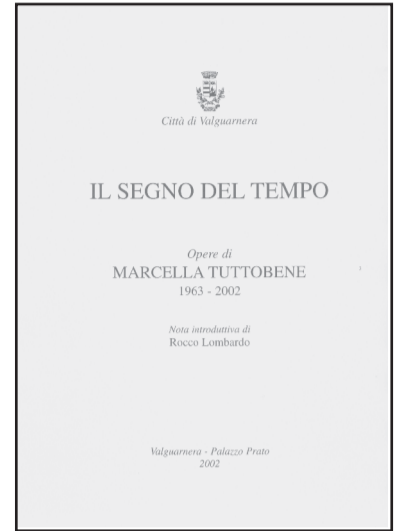 Città di Valguarnera
IL SEGNO DEL TEMPO
Opere di
MARCELLA TUTTOBENE
1963 - 2002
Nota introduttiva di
Rocco Lombardo
Valguarnera - Palazzo Prato
2002